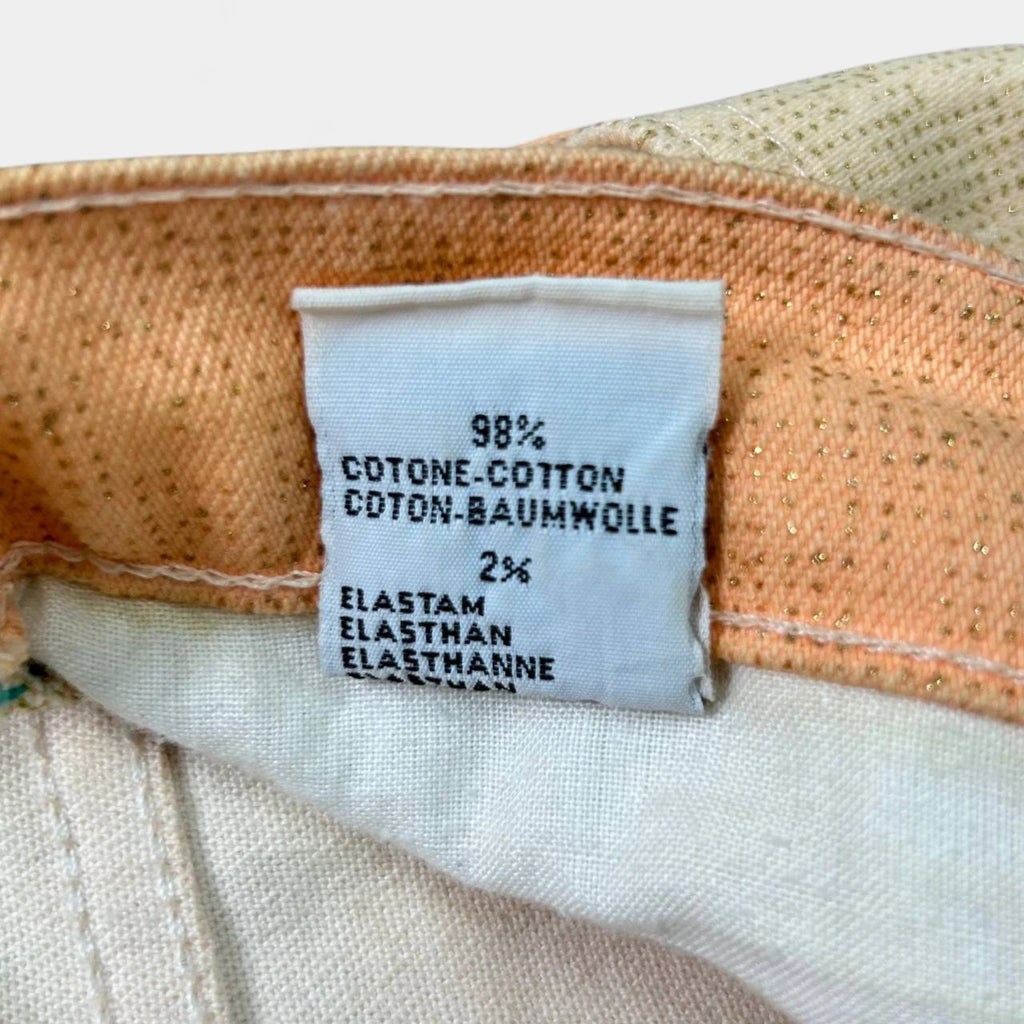 98%
COTONE-COTTON
COTON-BAUMWOLLE
2%
ELASTAM
ELASTHAN
ELASTHANNE